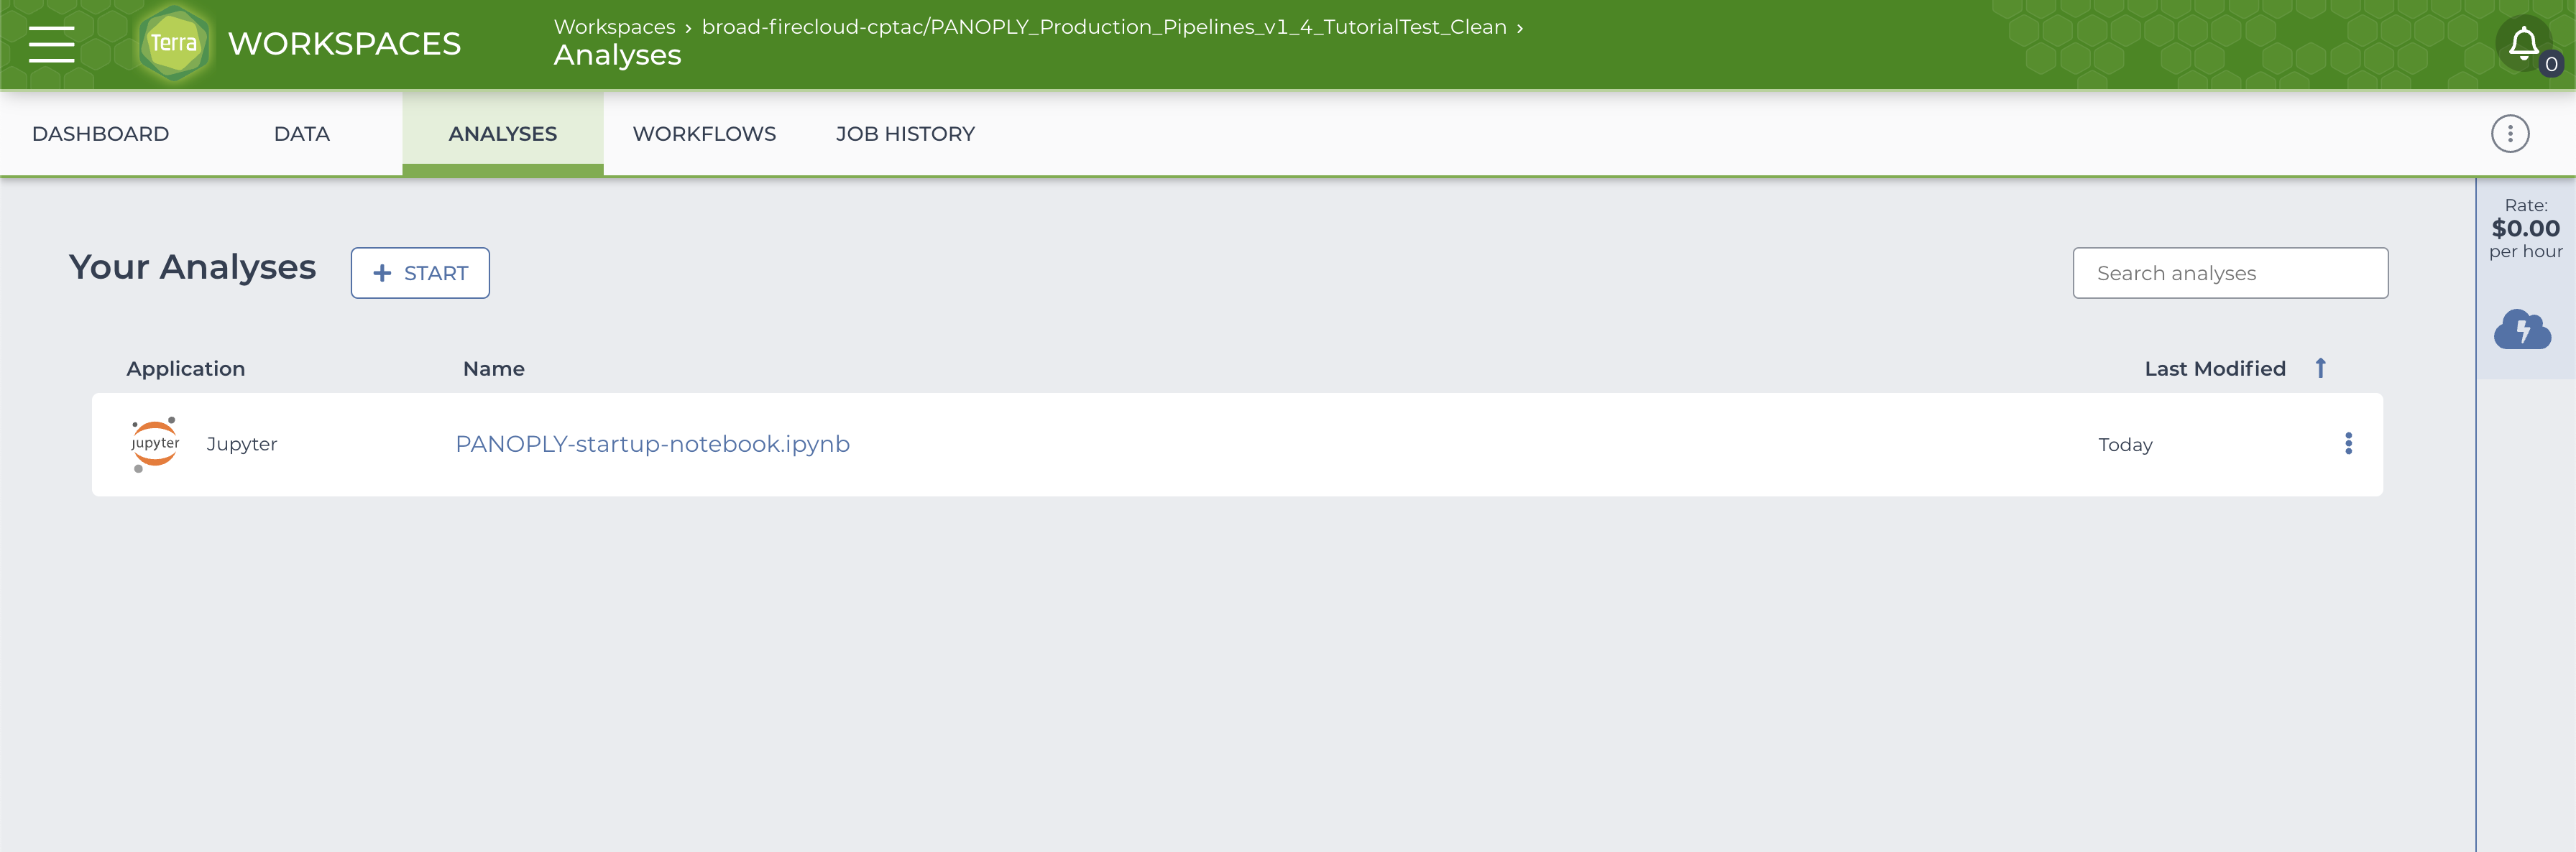 Terra WORKSPACES
Workspaces › broad-firecloud-cptac/PANOPLY_Production_Pipelines_v1_4_TutorialTest_Clean ›
Analyses
0
DASHBOARD DATA ANALYSES WORKFLOWS JOB HISTORY
Rate:
$0.00
per hour
Your Analyses + START Search analyses
Application Name Last Modified
jupyter Jupyter PANOPLY-startup-notebook.ipynb Today